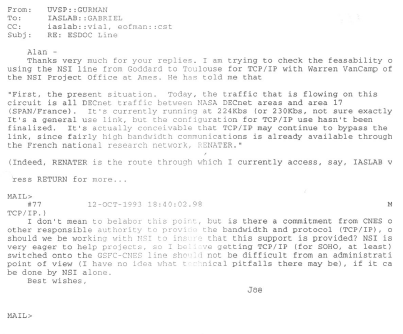 From: UVSP::GURMAN
To: IASLAB::GABRIEL
CC: iaslab::vial, eofman::cst
Subj: RE: ESDOC Line
Alan -
Thanks very much for your replies. I am trying to check the feasability o
using the NSI line from Goddard to Toulouse for TCP/IP with Warren VanCamp of
the NSI Project Office at Ames. He has told me that
"First, the present situation. Today, the traffic that is flowing on this
circuit is all DECnet traffic between NASA DECnet areas and area 17
(SPAN/France). It's currently running at 224Kbs (or 230Kbs, not sure exactly
It's a general use link, but the configuration for TCP/IP use hasn't been
finalized. It's actually conceivable that TCP/IP may continue to bypass the
link, since fairly high bandwidth communications is already available through
the French national research network, RENATER."
(Indeed, RENATER is the route through which I currently access, say, IASLAB v
ress RETURN for more...
MAIL>
#77 12-OCT-1993 18:40:02.98 M
TCP/IP.)
I don't mean to belabor this point, but is there a commitment from CNES o
other responsible authority to provide the bandwidth and protocol (TCP/IP), o
should we be working with NSI to insure that this support is provided? NSI is
very eager to help projects, so I believe getting TCP/IP (for SOHO, at least)
switched onto the GSFC-CNES line should not be difficult from an administrati
point of view (I have no idea what technical pitfalls there may be), if it ca
be done by NSI alone.
Best wishes,
Joe
MAIL>